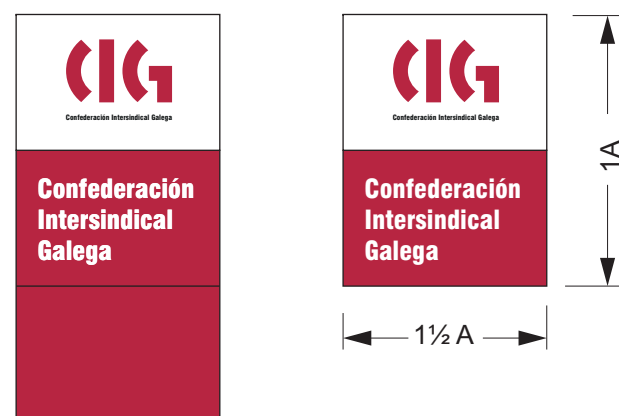 CIG
Confederación Intersindical Galega
Confederación
Intersindical
Galega
CIG
Confederación Intersindical Galega
Confederación
Intersindical
Galega
1A
1½ A